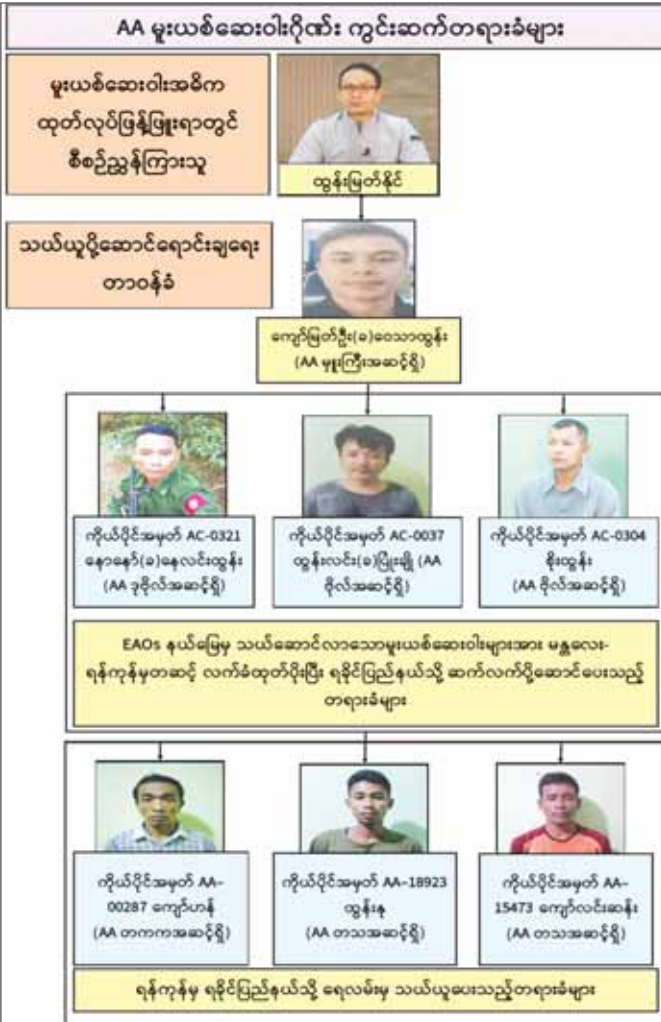 AA မူးယစ်ဆေးဝါးဂိုဏ်း ကွင်းဆက်တရားခံများ
မူးယစ်ဆေးဝါးအဓိက
ထုတ်လုပ်ဖြန့်ဖြူးရာတွင်
စီစဉ်ညွှန်ကြားသူ
ထွန်းမြတ်နိုင်
သယ်ယူပို့ဆောင်ရောင်းချရေး
တာဝန်ခံ
ကျော်မြတ်ဦး(ခ)ဝေသာထွန်း
(AA မှူးကြီးအဆင့်ရှိ)
ကိုယ်ပိုင်အမှတ် AC-0321
နောနော်(ခ)နေလင်းထွန်း
(AA ဒုဗိုလ်အဆင့်ရှိ)
ကိုယ်ပိုင်အမှတ် AC-0037
ထွန်းလင်း(ခ)ပြုံးချို (AA
ဗိုလ်အဆင့်ရှိ)
ကိုယ်ပိုင်အမှတ် AC-0304
စိုးထွန်း
(AA ဗိုလ်အဆင့်ရှိ)
EAOs နယ်မြေမှ သယ်ဆောင်လာသောမူးယစ်ဆေးဝါးများအား မန္တလေး-
ရန်ကုန်မှတဆင့် လက်ခံထုတ်ပိုးပြီး ရခိုင်ပြည်နယ်သို့ ဆက်လက်ပို့ဆောင်ပေးသည့်
တရားခံများ
ကိုယ်ပိုင်အမှတ် AA-
00287 ကျော်ဟန်
(AA တကကအဆင့်ရှိ)
ကိုယ်ပိုင်အမှတ် AA-18923
ထွန်းနု
(AA တသအဆင့်ရှိ)
ကိုယ်ပိုင်အမှတ် AA-
15473 ကျော်လင်းဆန်း
(AA တသအဆင့်ရှိ)
ရန်ကုန်မှ ရခိုင်ပြည်နယ်သို့ ရေလမ်းမှ သယ်ယူပေးသည့်တရားခံများ